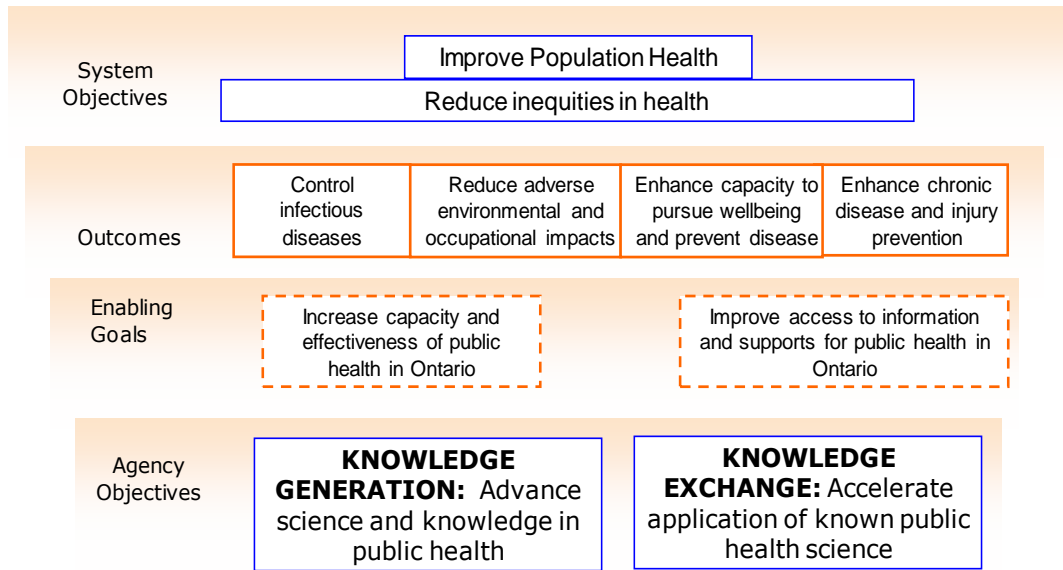 System
Objectives
Improve Population Health
Reduce inequities in health
Outcomes
Control
infectious
diseases
Reduce adverse
environmental and
occupational impacts
Enhance capacity to
pursue wellbeing
and prevent disease
Enhance chronic
disease and injury
prevention
Enabling
Goals
Increase capacity and
effectiveness of public
health in Ontario
Improve access to information
and supports for public health in
Ontario
Agency
Objectives
KNOWLEDGE
GENERATION: Advance
science and knowledge in
public health
KNOWLEDGE
EXCHANGE: Accelerate
application of known public
health science